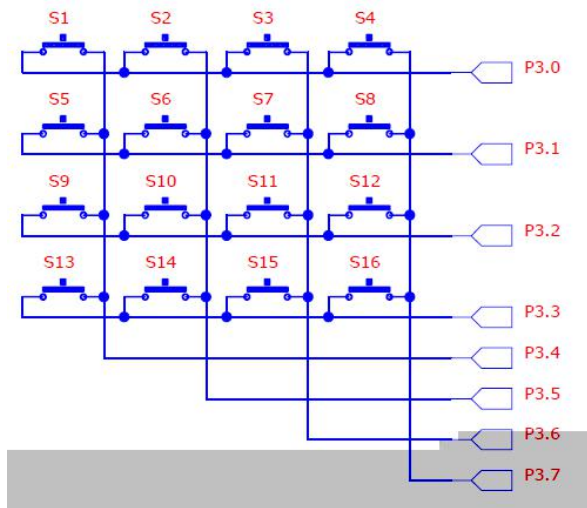 S1 S2 S3 S4
P3.0
S5 S6 S7 S8
P3.1
S9 S10 S11 S12
P3.2
S13 S14 S15 S16
P3.3
P3.4
P3.5
P3.6
P3.7